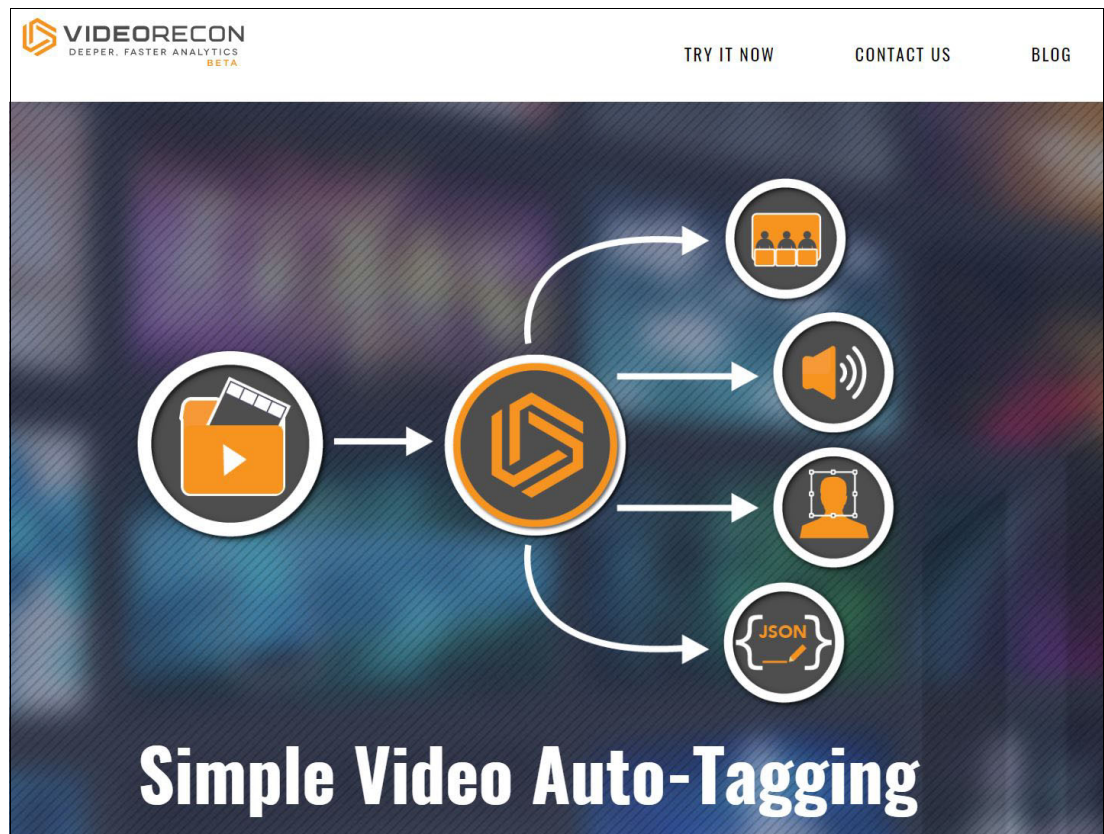 VIDEORECON
DEEPER, FASTER ANALYTICS
BETA
TRY IT NOW CONTACT US BLOG
JSON
Simple Video Auto-Tagging